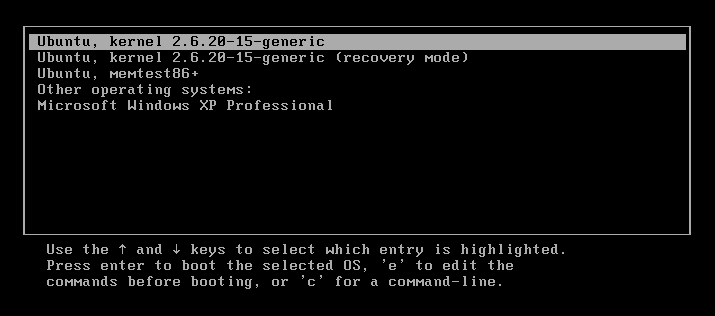 Ubuntu, kernel 2.6.20-15-generic
Ubuntu, kernel 2.6.20-15-generic (recovery mode)
Ubuntu, memtest86+
Other operating systems:
Microsoft Windows XP Professional
Use the ↑ and ↓ keys to select which entry is highlighted.
Press enter to boot the selected OS, 'e' to edit the
commands before booting, or 'c' for a command-line.